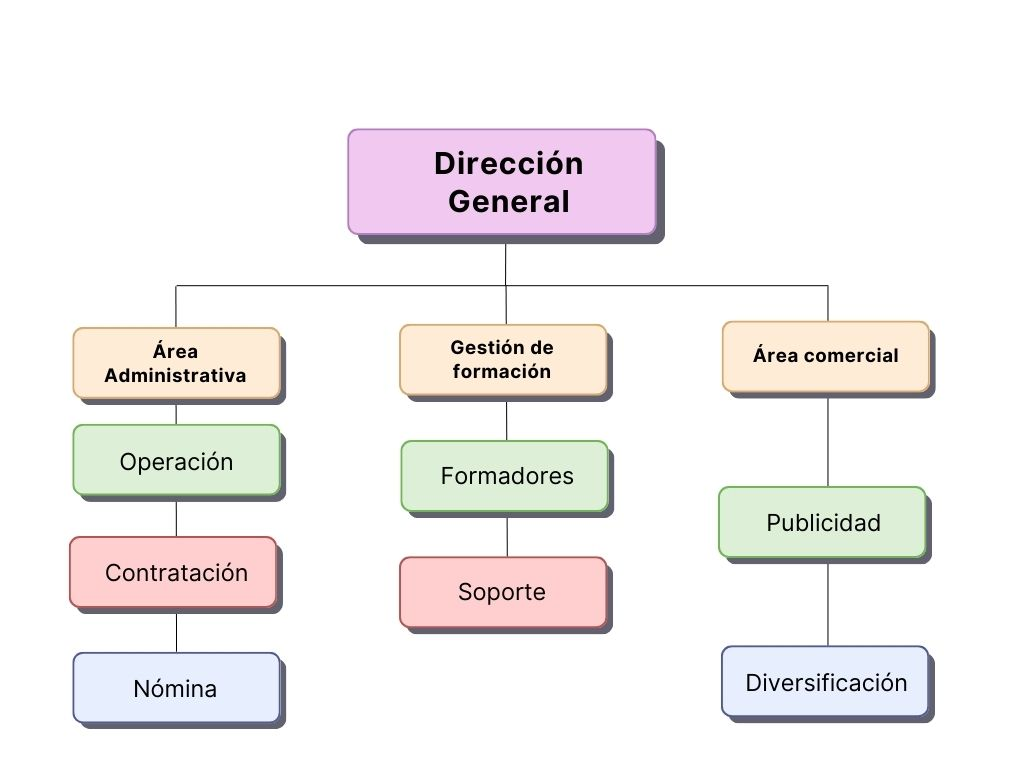 Dirección
General
Área
Administrativa
Operación
Contratación
Nómina
Gestión de
formación
Formadores
Soporte
Área comercial
Publicidad
Diversificación